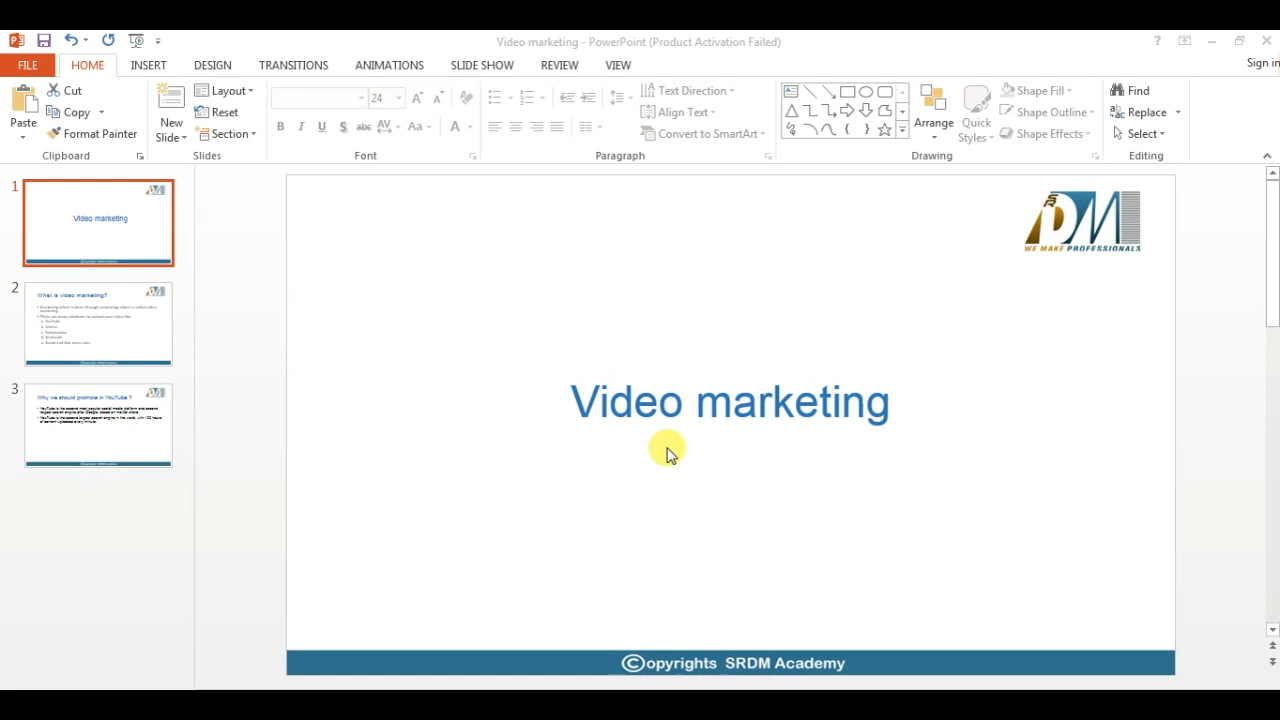 Video marketing - PowerPoint (Product Activation Failed)
?
FILE HOME INSERT DESIGN TRANSITIONS ANIMATIONS SLIDE SHOW REVIEW VIEW
Sign in
Paste
Cut
Copy
Format Painter
Clipboard
New
Slide
Layout
Reset
Section
Slides
24
B I U S abc AV Aa A
Font
Text Direction
Align Text
Convert to SmartArt
Paragraph
Arrange
Quick
Styles
Shape Fill
Shape Outline
Shape Effects
Drawing
Find
Replace
Select
Editing
1
Video marketing
2
What is video marketing?
3
Why we should promote in YouTube ?
SRDM
WE MAKE PROFESSIONALS
Video marketing
©opyrights SRDM Academy